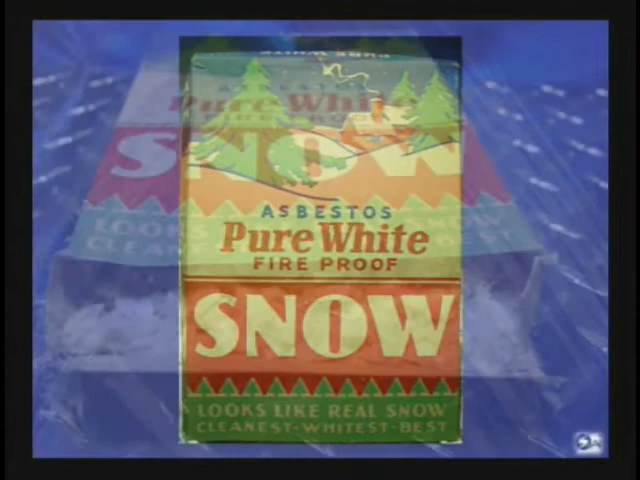 ASBESTOS
Pure White
FIRE PROOF
SNOW
LOOKS LIKE REAL SNOW
CLEANEST-WHITEST-BEST